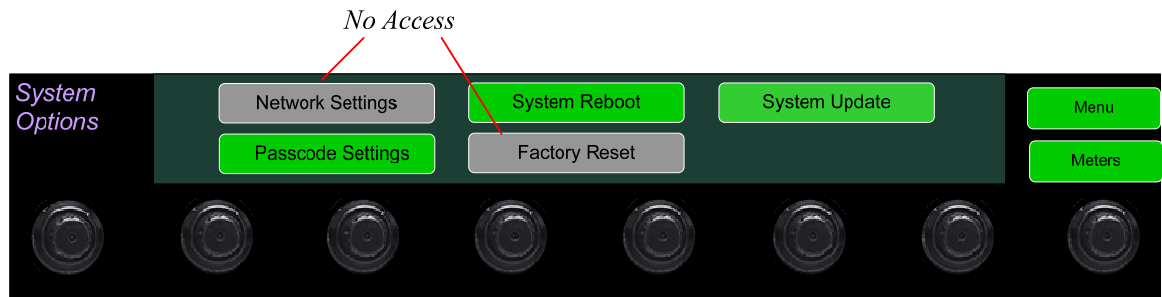 No Access
System
Options
Network Settings
System Reboot
System Update
Passcode Settings
Factory Reset
Menu
Meters